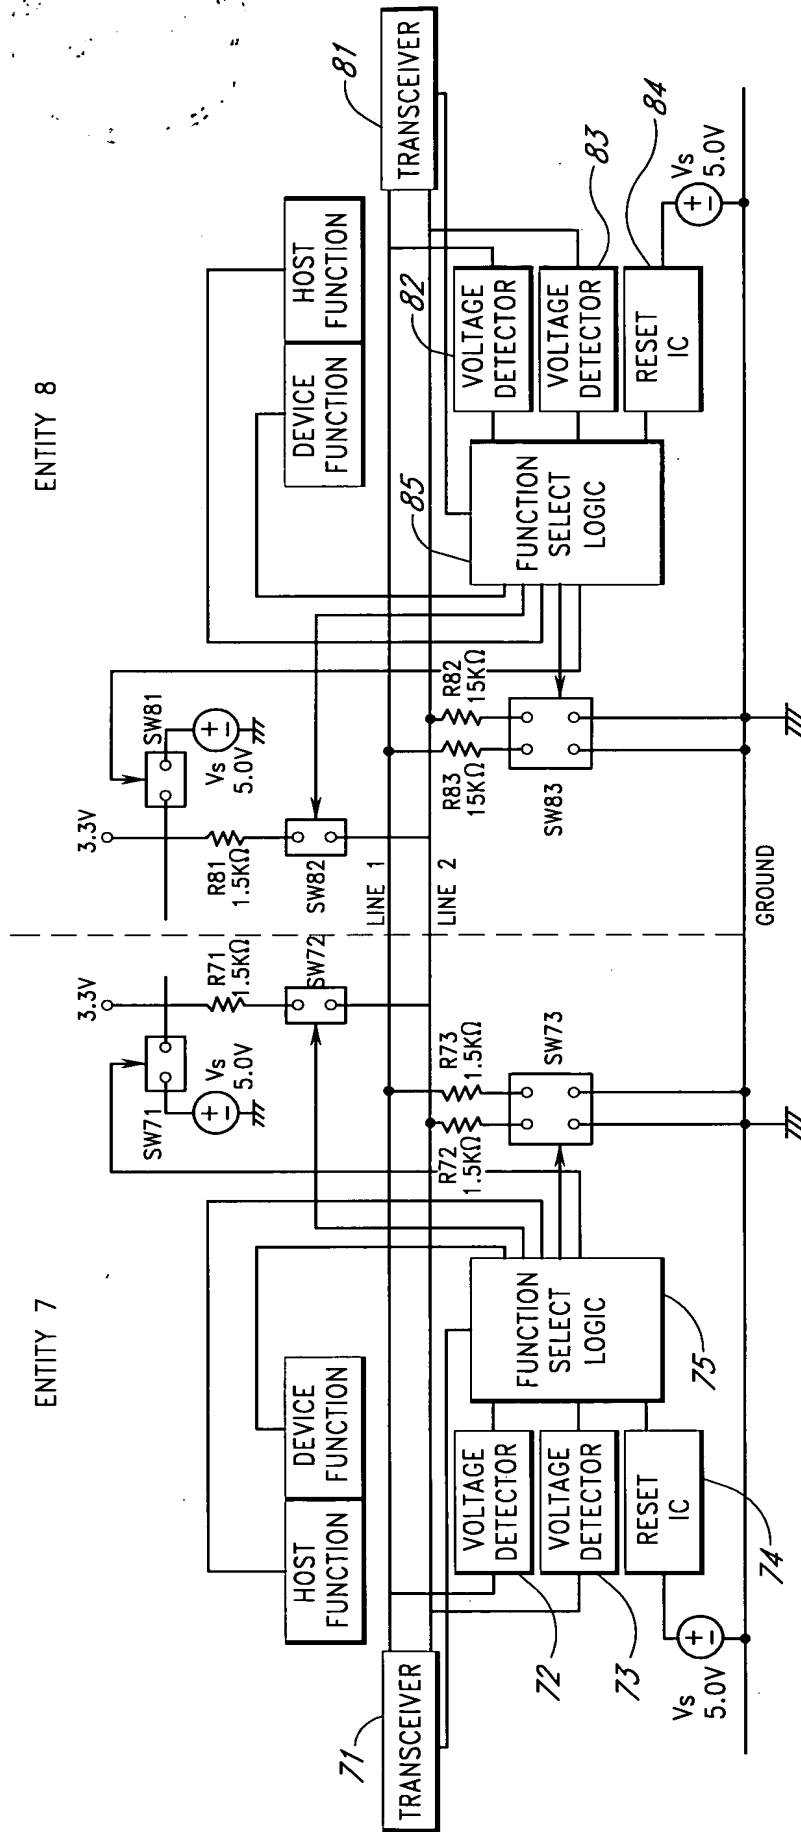 ENTITY 7
ENTITY 8
HOST
FUNCTION
DEVICE
FUNCTION
TRANSCEIVER
71
VOLTAGE
DETECTOR
72
VOLTAGE
DETECTOR
73
RESET
IC
74
Vs
5.0V
FUNCTION
SELECT
LOGIC
75
SW71
Vs
5.0V
3.3V
R71
1.5KΩ
SW72
R72
1.5KΩ
R73
1.5KΩ
SW73
LINE 1
LINE 2
GROUND
3.3V
SW81
Vs
5.0V
R81
1.5KΩ
SW82
R83
15KΩ
R82
15KΩ
SW83
DEVICE
FUNCTION
HOST
FUNCTION
FUNCTION
SELECT
LOGIC
85
VOLTAGE
DETECTOR
82
VOLTAGE
DETECTOR
83
RESET
IC
84
Vs
5.0V
TRANSCEIVER
81